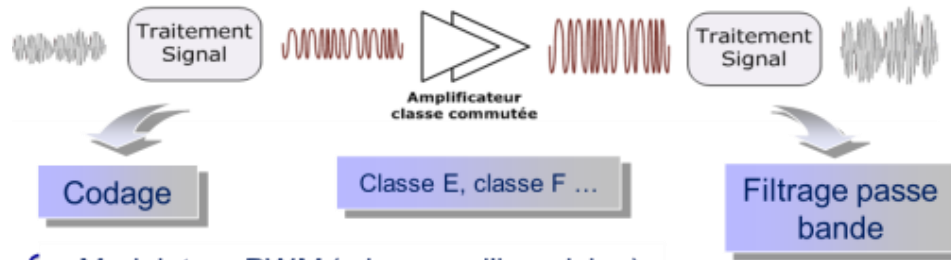 Traitement
Signal
Traitement
Signal
Amplificateur
classe commutée
Codage
Classe E, classe F ...
Filtrage passe
bande